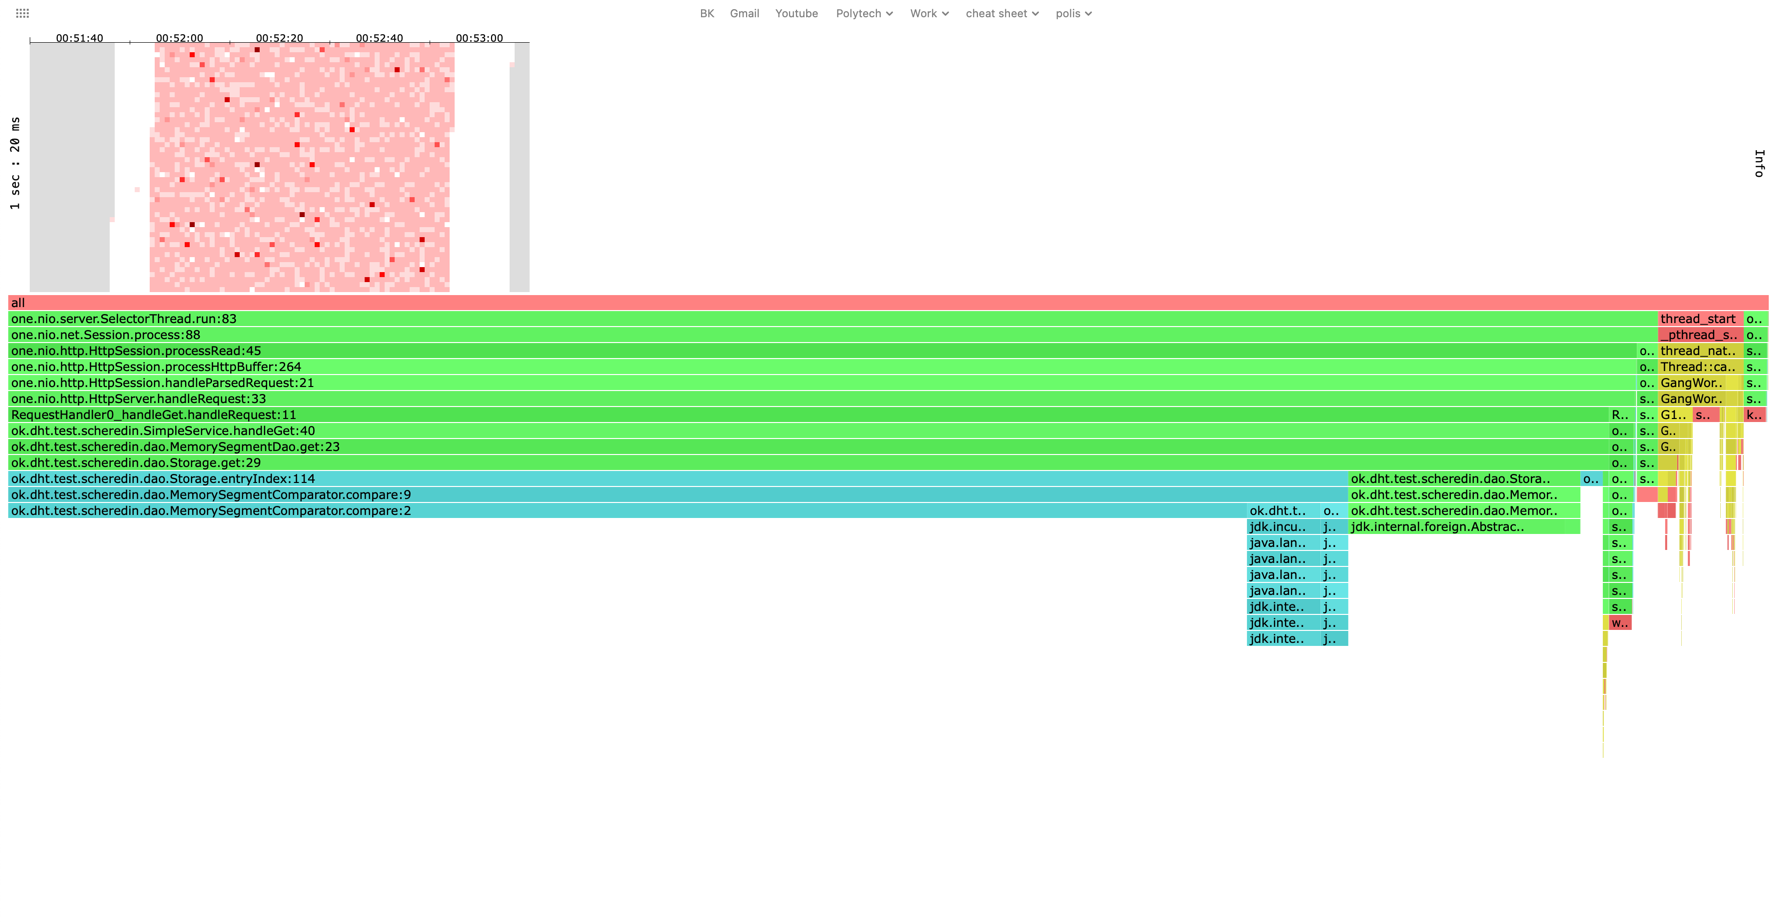 BK Gmail Youtube Polytech Work cheat sheet polis
00:51:40 00:52:00 00:52:20 00:52:40 00:53:00
1 sec : 20 ms
Info
all
one.nio.server.SelectorThread.run:83 thread_start o..
one.nio.net.Session.process:88 _pthread_s.. o..
one.nio.http.HttpSession.processRead:45 o.. thread_nat.. s..
one.nio.http.HttpSession.processHttpBuffer:264 o.. Thread::ca.. s..
one.nio.http.HttpSession.handleParsedRequest:21 o.. GangWor.. s..
one.nio.http.HttpServer.handleRequest:33 s.. GangWor.. s..
RequestHandler0_handleGet.handleRequest:11 R.. s.. G1.. s.. k..
ok.dht.test.scheredin.SimpleService.handleGet:40 o.. s.. G..
ok.dht.test.scheredin.dao.MemorySegmentDao.get:23 o.. s.. G..
ok.dht.test.scheredin.dao.Storage.get:29 o.. s..
ok.dht.test.scheredin.dao.Storage.entryIndex:114 ok.dht.test.scheredin.dao.Stora.. o.. o.. s..
ok.dht.test.scheredin.dao.MemorySegmentComparator.compare:9 ok.dht.test.scheredin.dao.Memor.. o..
ok.dht.test.scheredin.dao.MemorySegmentComparator.compare:2 ok.dht.t.. o.. ok.dht.test.scheredin.dao.Memor.. o..
jdk.incu.. j.. jdk.internal.foreign.Abstrac.. s..
java.lan.. j.. s..
java.lan.. j.. s..
java.lan.. j.. s..
java.lan.. j.. s..
jdk.inte.. j.. s..
jdk.inte.. j.. w..
jdk.inte.. j..